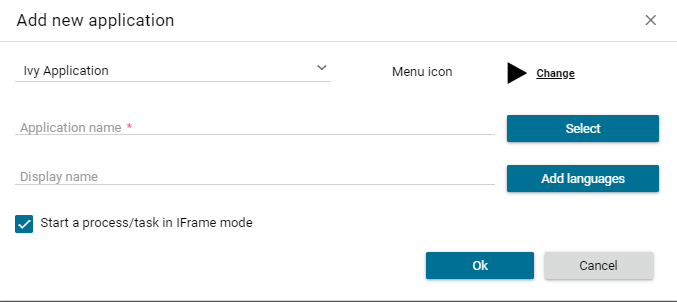 Add new application
Ivy Application
Menu icon
Change
Application name *
Select
Display name
Add languages
Start a process/task in IFrame mode
Ok
Cancel